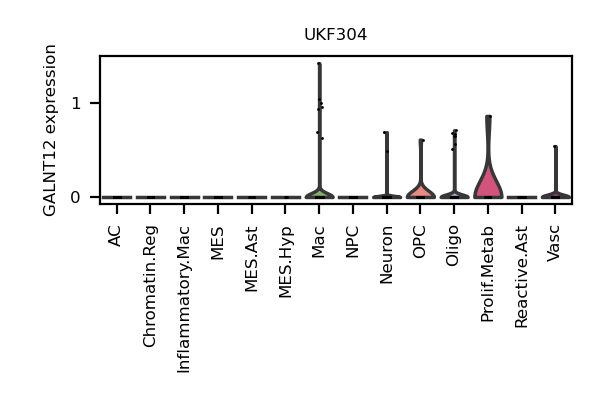 UKF304
GALNT12 expression
1
0
AC
Chromatin.Reg
Inflammatory.Mac
MES
MES.Ast
MES.Hyp
Mac
NPC
Neuron
OPC
Oligo
Prolif.Metab
Reactive.Ast
Vasc